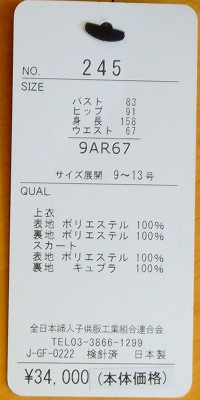 NO. 245
SIZE
バスト 83
ヒップ 91
身長 158
ウエスト 67
9AR67
サイズ展開 9〜13号
QUAL.
上衣
表地 ポリエステル 100%
裏地 ポリエステル 100%
スカート
表地 ポリエステル 100%
裏地 キュプラ 100%
全日本婦人子供服工業組合連合会
TEL03-3866-1299
J-GF-0222 検針済 日本製
¥34,000(本体価格)